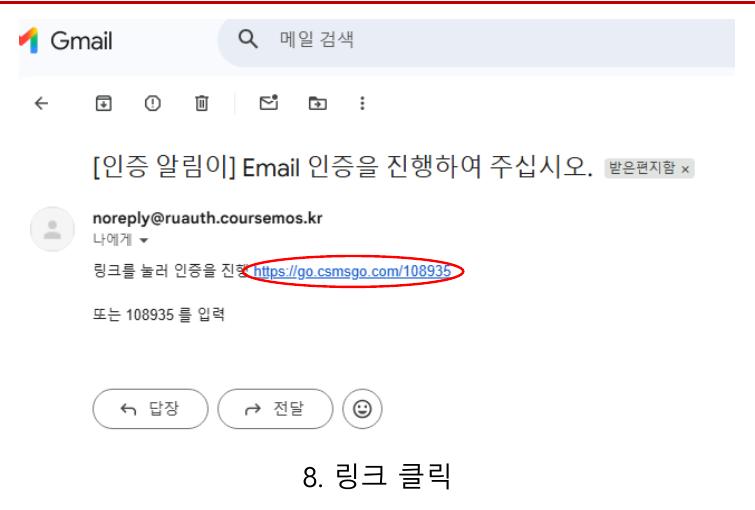 Gmail
메일 검색
[인증 알림이] Email 인증을 진행하여 주십시오. 받은편지함 ×
noreply@ruauth.coursemos.kr
나에게
링크를 눌러 인증을 진행 https://go.csmsgo.com/108935
또는 108935 를 입력
답장
전달
8. 링크 클릭